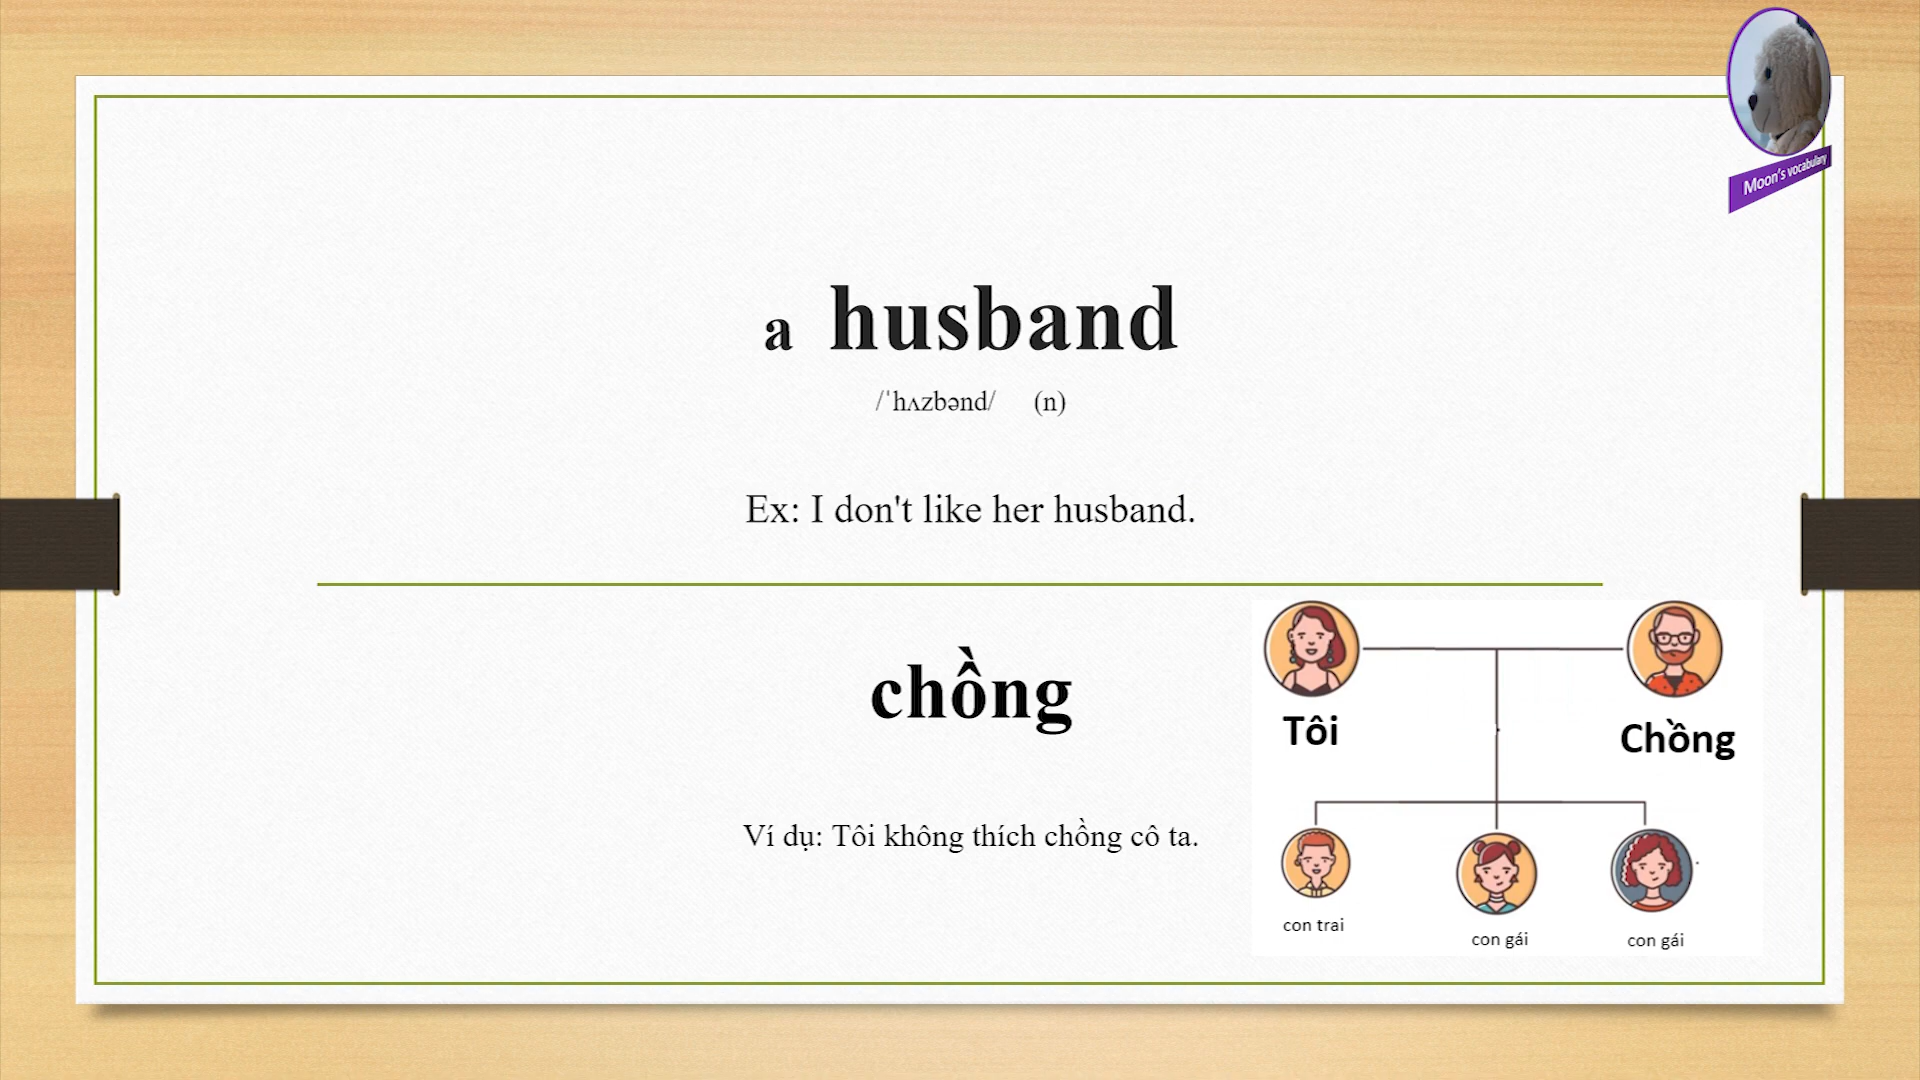 Moon's vocabulary
a husband
/ˈhʌzbənd/ (n)
Ex: I don't like her husband.
chồng
Ví dụ: Tôi không thích chồng cô ta.
Tôi
Chồng
con trai
con gái
con gái